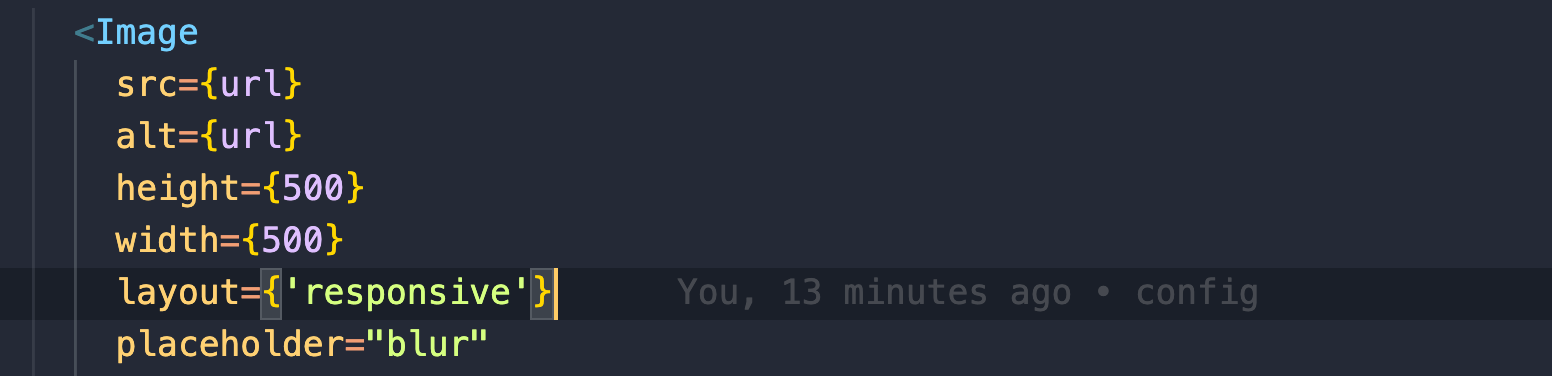 <Image
src={url}
alt={url}
height={500}
width={500}
layout={'responsive'} You, 13 minutes ago • config
placeholder="blur"